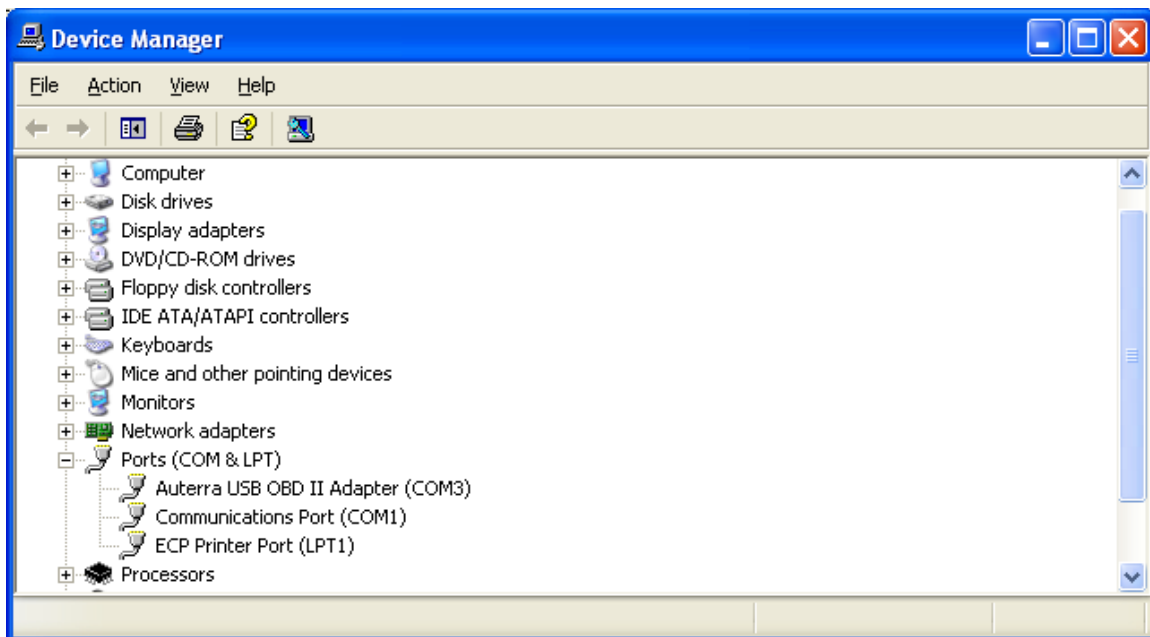 Device Manager
File Action View Help
Computer
Disk drives
Display adapters
DVD/CD-ROM drives
Floppy disk controllers
IDE ATA/ATAPI controllers
Keyboards
Mice and other pointing devices
Monitors
Network adapters
Ports (COM & LPT)
Auterra USB OBD II Adapter (COM3)
Communications Port (COM1)
ECP Printer Port (LPT1)
Processors